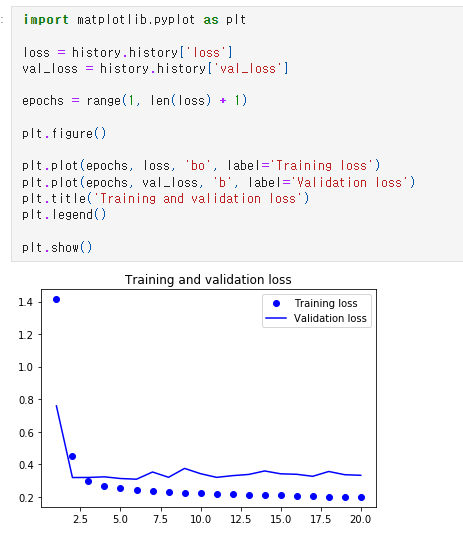 import matplotlib.pyplot as plt
loss = history.history['loss']
val_loss = history.history['val_loss']
epochs = range(1, len(loss) + 1)
plt.figure()
plt.plot(epochs, loss, 'bo', label='Training loss')
plt.plot(epochs, val_loss, 'b', label='Validation loss')
plt.title('Training and validation loss')
plt.legend()
plt.show()
Training and validation loss
Training loss
Validation loss
1.4
1.2
1.0
0.8
0.6
0.4
0.2
2.5 5.0 7.5 10.0 12.5 15.0 17.5 20.0